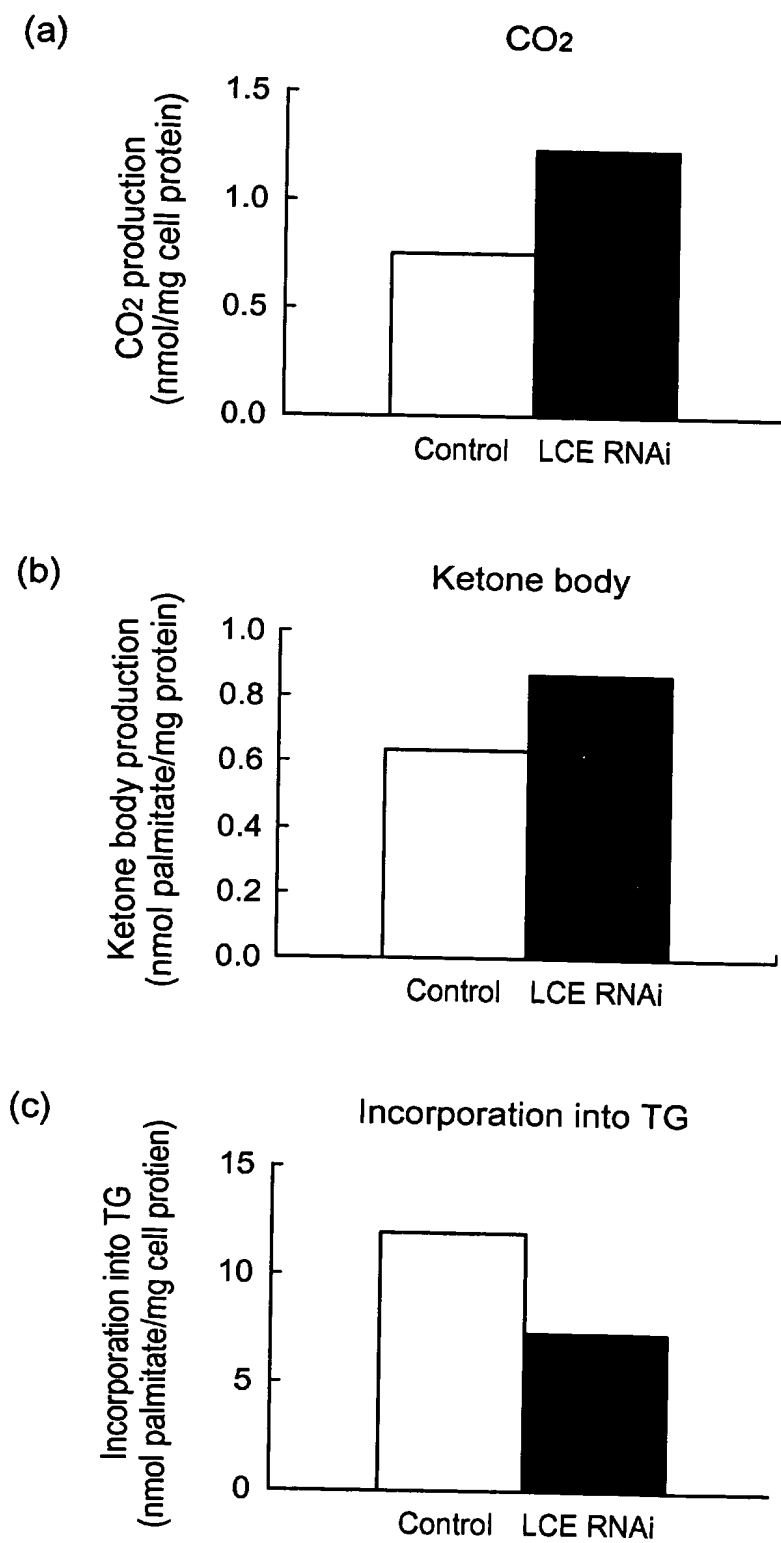 (a)
CO2
CO2 production
(nmol/mg cell protein)
1.5
1.0
0.5
0.0
Control LCE RNAi
(b)
Ketone body
Ketone body production
(nmol palmitate/mg protein)
1.0
0.8
0.6
0.4
0.2
0.0
Control LCE RNAi
(c)
Incorporation into TG
Incorporation into TG
(nmol palmitate/mg cell protien)
15
10
5
0
Control LCE RNAi